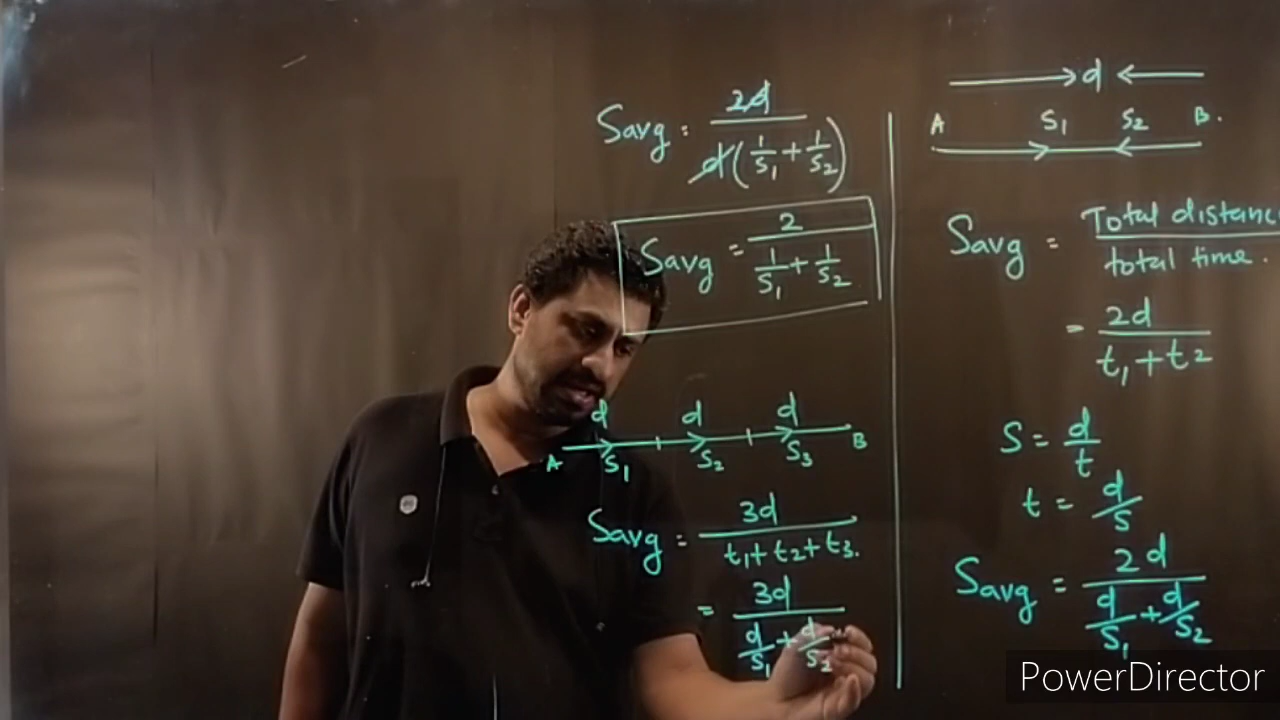 Savg = 2d / d(1/S₁ + 1/S₂)
Savg = 2 / (1/S₁ + 1/S₂)
d d d
A S₁ S₂ S₃ B
Savg = 3d / (t₁ + t₂ + t₃.)
= 3d / (d/S₁ + d/S₂
d
A S₁ S₂ B.
Savg = Total distanc / total time.
= 2d / (t₁ + t₂)
S = d/t
t = d/s
Savg = 2d / (d/S₁ + d/S₂)
PowerDirector